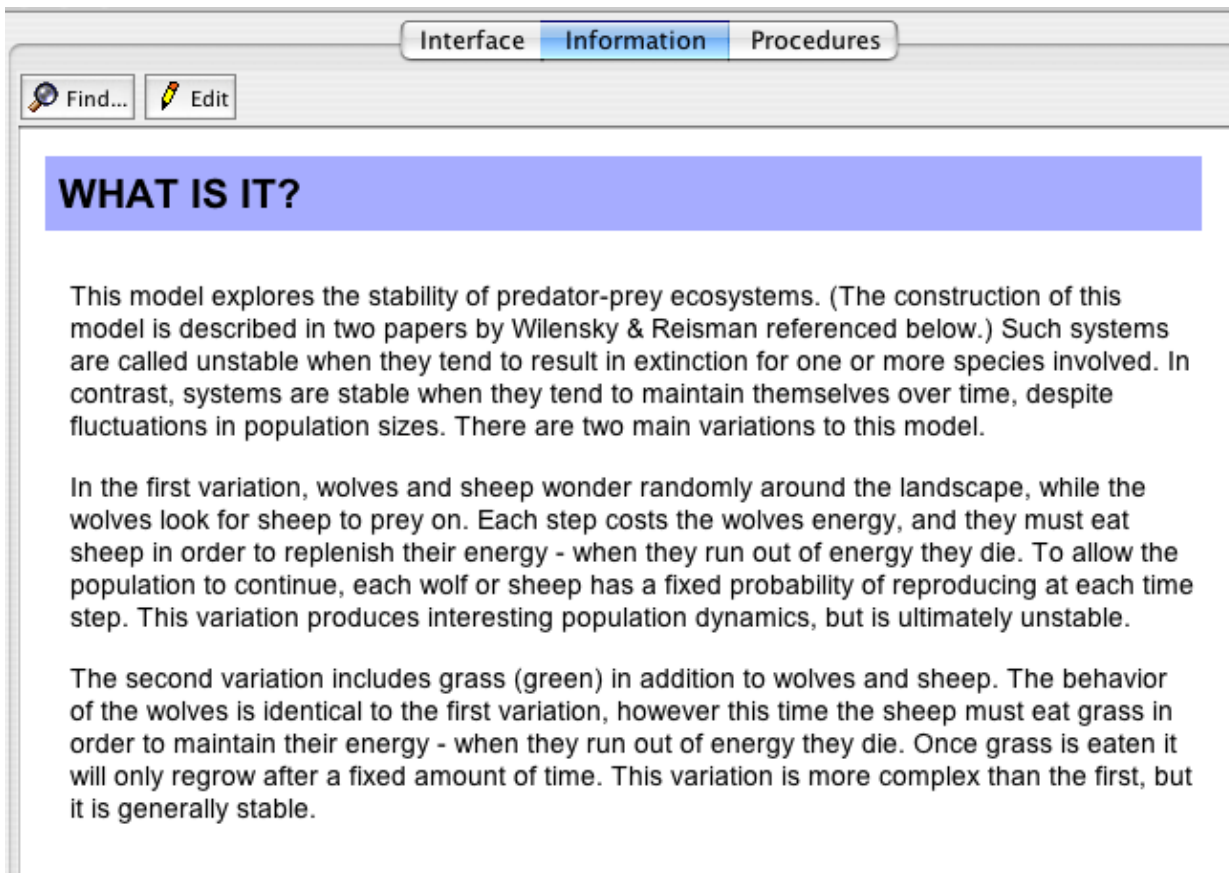 Interface Information Procedures
Find... Edit
WHAT IS IT?
This model explores the stability of predator-prey ecosystems. (The construction of this
model is described in two papers by Wilensky & Reisman referenced below.) Such systems
are called unstable when they tend to result in extinction for one or more species involved. In
contrast, systems are stable when they tend to maintain themselves over time, despite
fluctuations in population sizes. There are two main variations to this model.
In the first variation, wolves and sheep wonder randomly around the landscape, while the
wolves look for sheep to prey on. Each step costs the wolves energy, and they must eat
sheep in order to replenish their energy - when they run out of energy they die. To allow the
population to continue, each wolf or sheep has a fixed probability of reproducing at each time
step. This variation produces interesting population dynamics, but is ultimately unstable.
The second variation includes grass (green) in addition to wolves and sheep. The behavior
of the wolves is identical to the first variation, however this time the sheep must eat grass in
order to maintain their energy - when they run out of energy they die. Once grass is eaten it
will only regrow after a fixed amount of time. This variation is more complex than the first, but
it is generally stable.